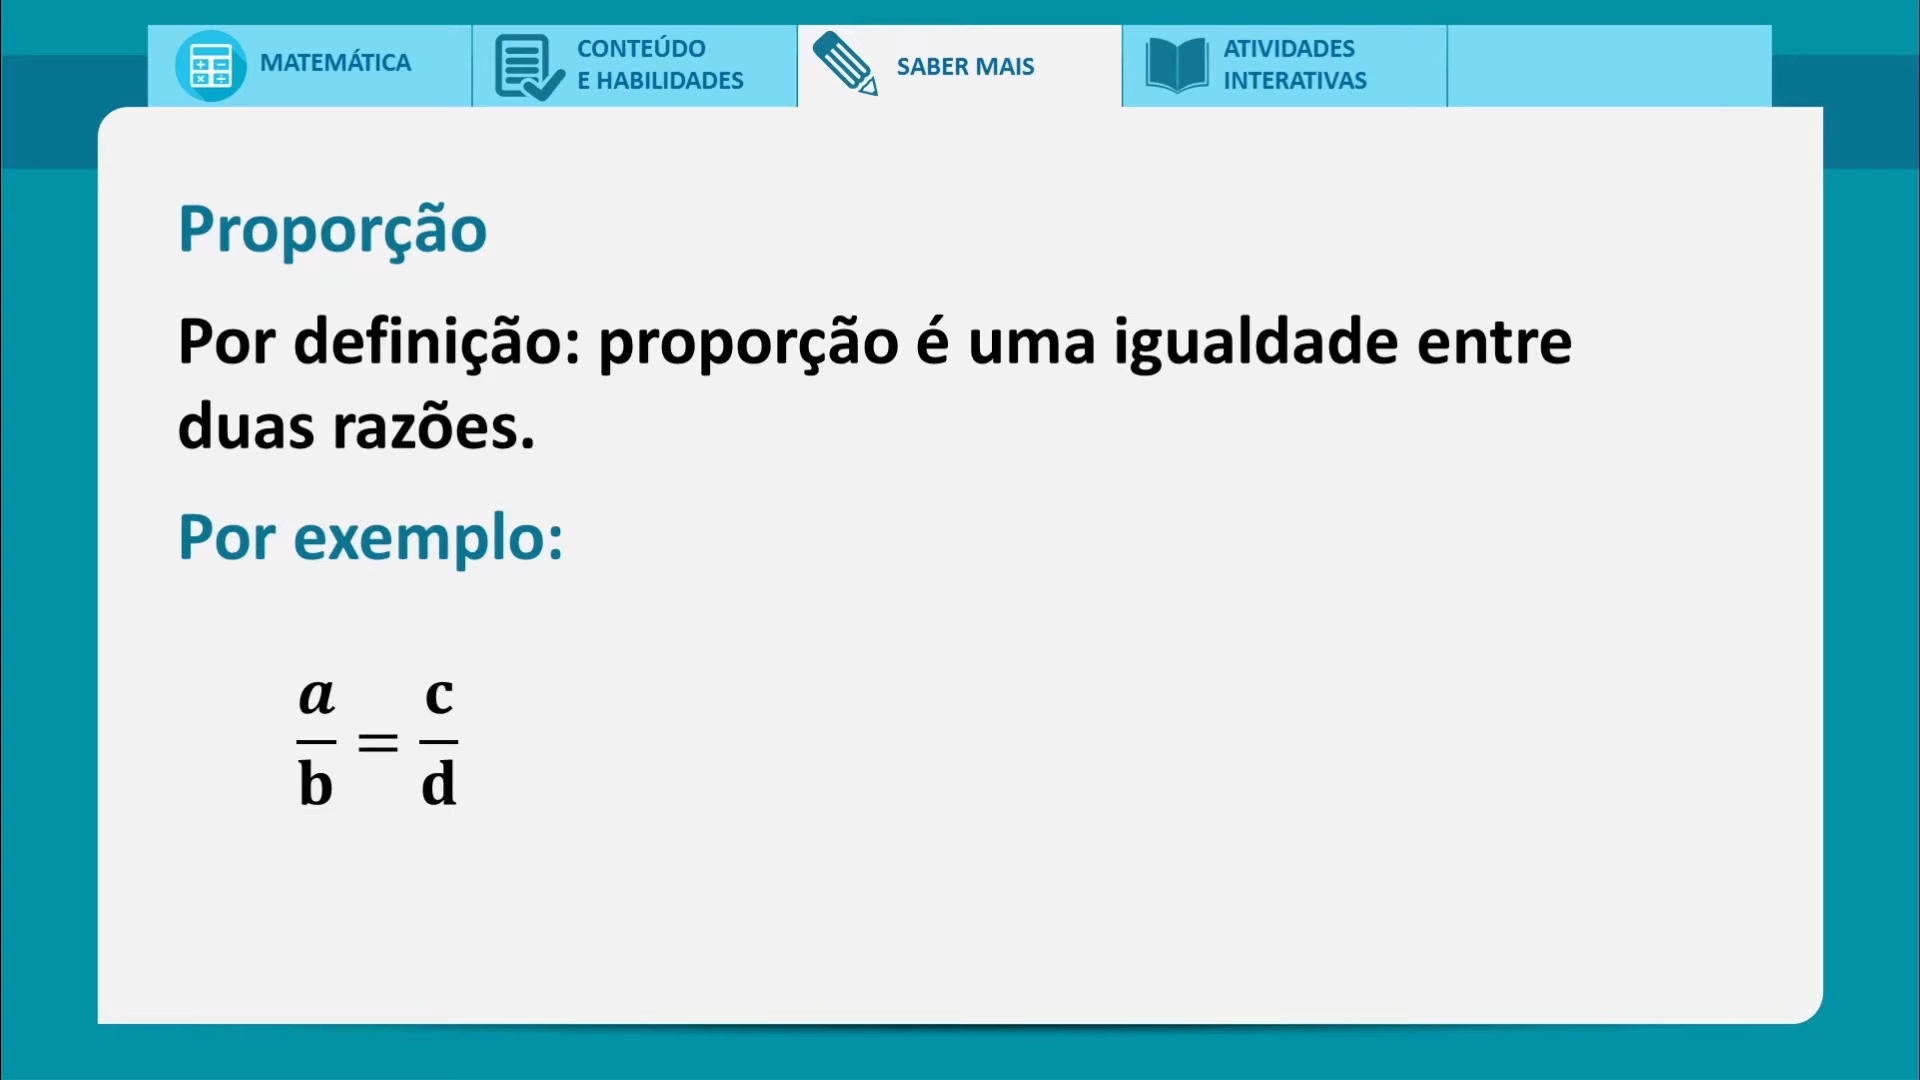 MATEMÁTICA
CONTEÚDO
E HABILIDADES
SABER MAIS
ATIVIDADES
INTERATIVAS
Proporção
Por definição: proporção é uma igualdade entre
duas razões.
Por exemplo:
a/b = c/d